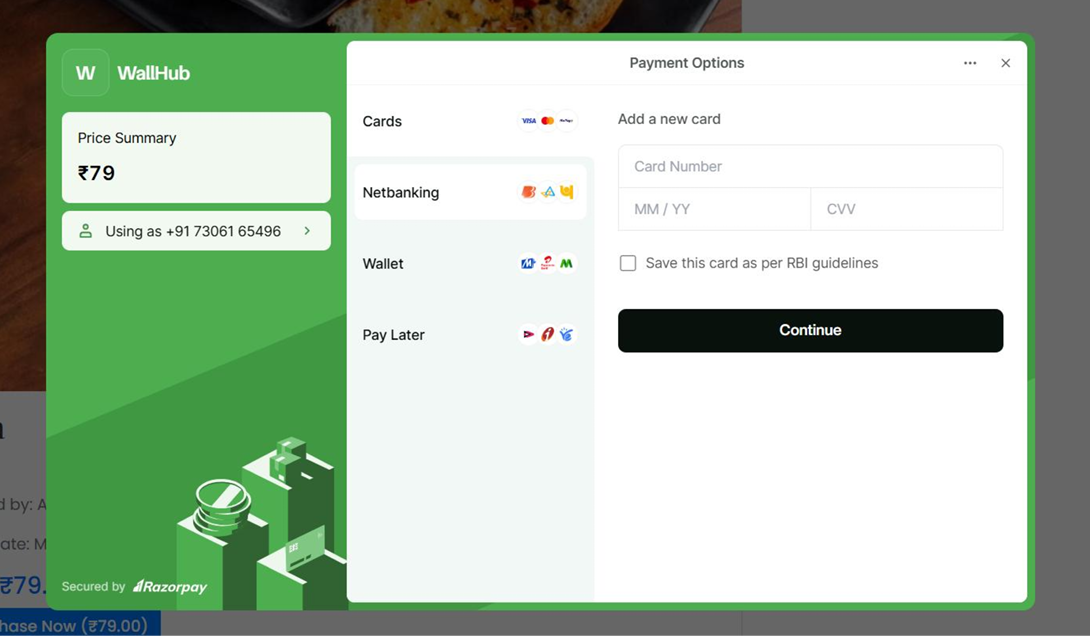 W WallHub
Price Summary
₹79
Using as +91 73061 65496
Secured by Razorpay
Payment Options
Cards
VISA
Netbanking
Wallet
Pay Later
Add a new card
Card Number
MM / YY
CVV
Save this card as per RBI guidelines
Continue
d by: A
ate: M
₹79.
hase Now (₹79.00)